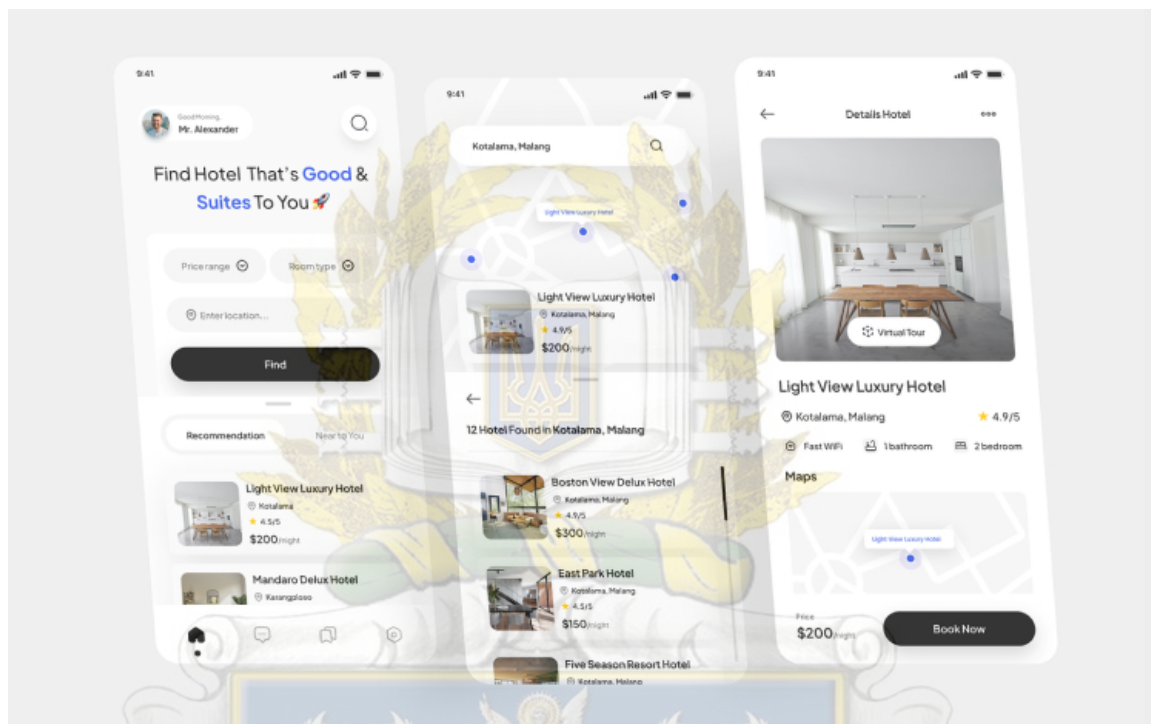 9:41
Good Morning,
Mr. Alexander
Find Hotel That's Good &
Suites To You 🚀
Price range
Room type
Enter location...
Find
Recommendation
Near to You
Light View Luxury Hotel
Kotalama
4.5/5
$200/night
Mandaro Delux Hotel
Karangploso
9:41
Kotalama, Malang
Light View Luxury Hotel
Light View Luxury Hotel
Kotalama, Malang
4.9/5
$200/night
12 Hotel Found in Kotalama, Malang
Boston View Delux Hotel
Kotalama, Malang
4.9/5
$300/night
East Park Hotel
Kotalama, Malang
4.5/5
$150/night
Five Season Resort Hotel
Kotalama, Malang
9:41
Details Hotel
Virtual Tour
Light View Luxury Hotel
Kotalama, Malang
4.9/5
Fast WiFi
1 bathroom
2 bedroom
Maps
Light View Luxury Hotel
Price
$200/night
Book Now